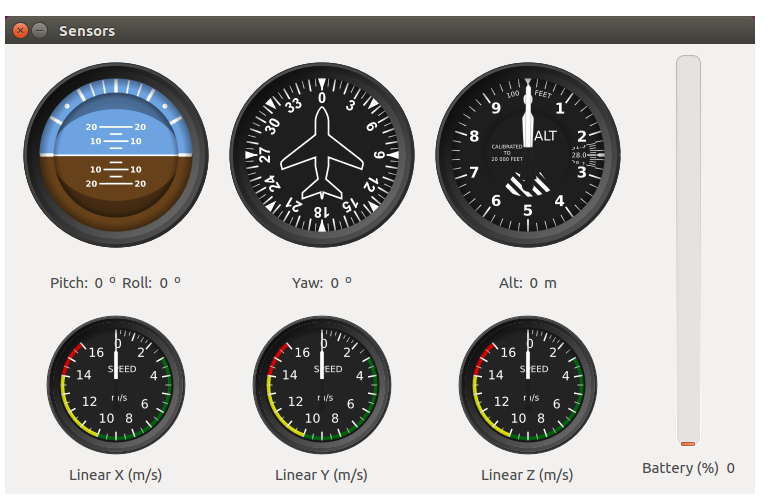 Sensors
20 20
10 10
10 10
20 20
0 3 6 9 12 15 18 21 24 27 30 33
100 FEET
0 1 2 3 4 5 6 7 8 9
ALT
CALIBRATED
TO
20 000 FEET
28.0
Pitch: 0 º Roll: 0 º
Yaw: 0 º
Alt: 0 m
0 2 4 6 8 10 12 14 16
SPEED
m/s
0 2 4 6 8 10 12 14 16
SPEED
m/s
0 2 4 6 8 10 12 14 16
SPEED
m/s
Linear X (m/s)
Linear Y (m/s)
Linear Z (m/s)
Battery (%) 0